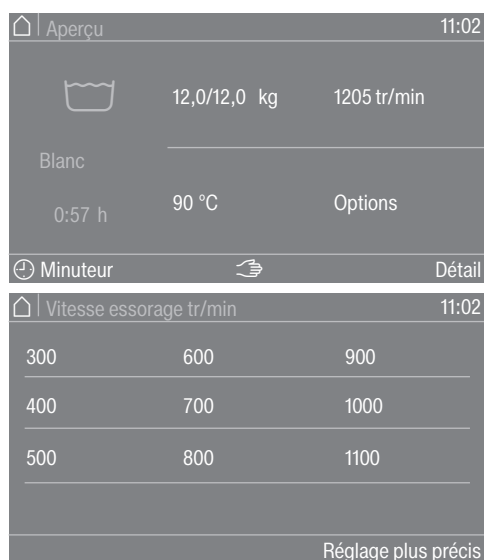 Aperçu 11:02
12,0/12,0 kg 1205 tr/min
Blanc
90 °C Options
0:57 h
Minuteur Détail
Vitesse essorage tr/min 11:02
300 600 900
400 700 1000
500 800 1100
Réglage plus précis